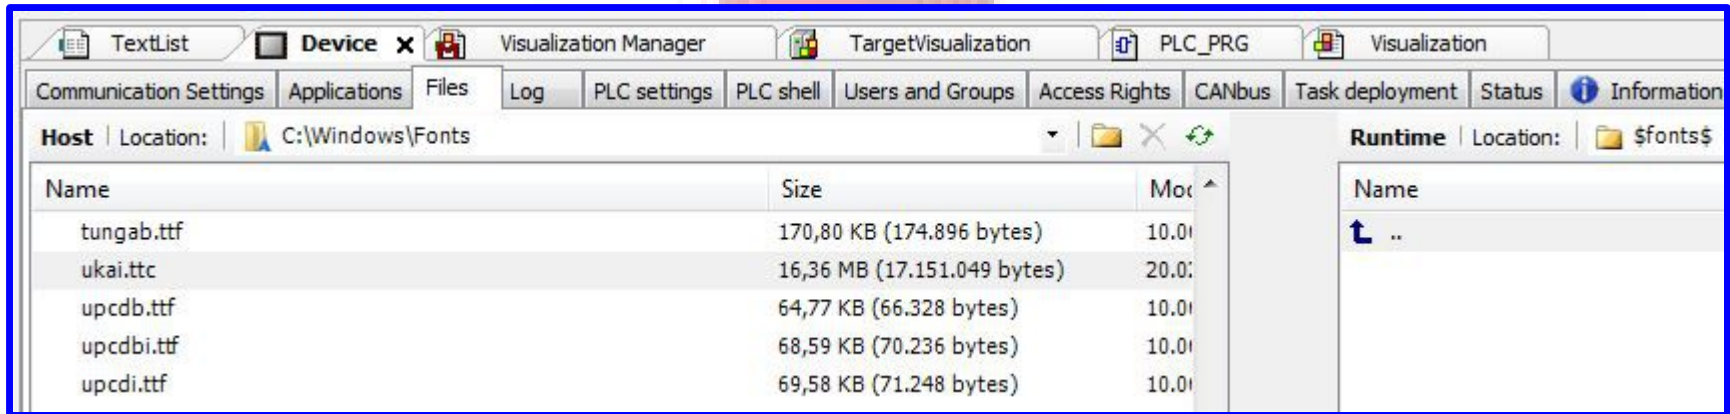 TextList Device Visualization Manager TargetVisualization PLC_PRG Visualization
Communication Settings Applications Files Log PLC settings PLC shell Users and Groups Access Rights CANbus Task deployment Status Information
Host Location: C:\Windows\Fonts Runtime Location: $fonts$
Name Size Name
tungab.ttf 170,80 KB (174.896 bytes) ..
ukai.ttc 16,36 MB (17.151.049 bytes)
upcdb.ttf 64,77 KB (66.328 bytes)
upcdbi.ttf 68,59 KB (70.236 bytes)
upcdi.ttf 69,58 KB (71.248 bytes)